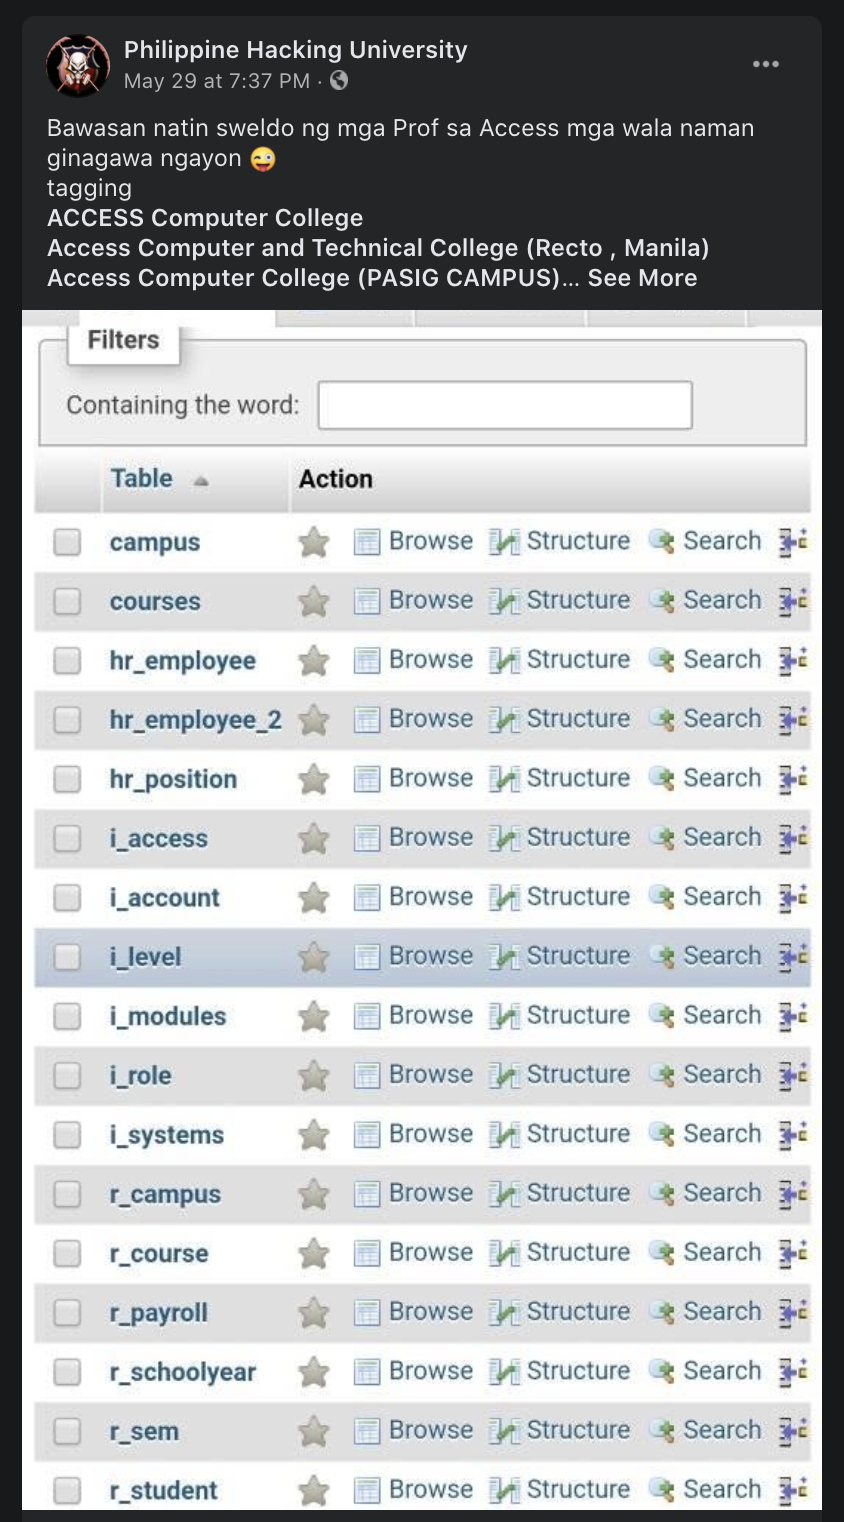 Philippine Hacking University
May 29 at 7:37 PM ·
Bawasan natin sweldo ng mga Prof sa Access mga wala naman
ginagawa ngayon 😜
tagging
ACCESS Computer College
Access Computer and Technical College (Recto , Manila)
Access Computer College (PASIG CAMPUS)... See More
Filters
Containing the word:
Table Action
campus Browse Structure Search
courses Browse Structure Search
hr_employee Browse Structure Search
hr_employee_2 Browse Structure Search
hr_position Browse Structure Search
i_access Browse Structure Search
i_account Browse Structure Search
i_level Browse Structure Search
i_modules Browse Structure Search
i_role Browse Structure Search
i_systems Browse Structure Search
r_campus Browse Structure Search
r_course Browse Structure Search
r_payroll Browse Structure Search
r_schoolyear Browse Structure Search
r_sem Browse Structure Search
r_student Browse Structure Search